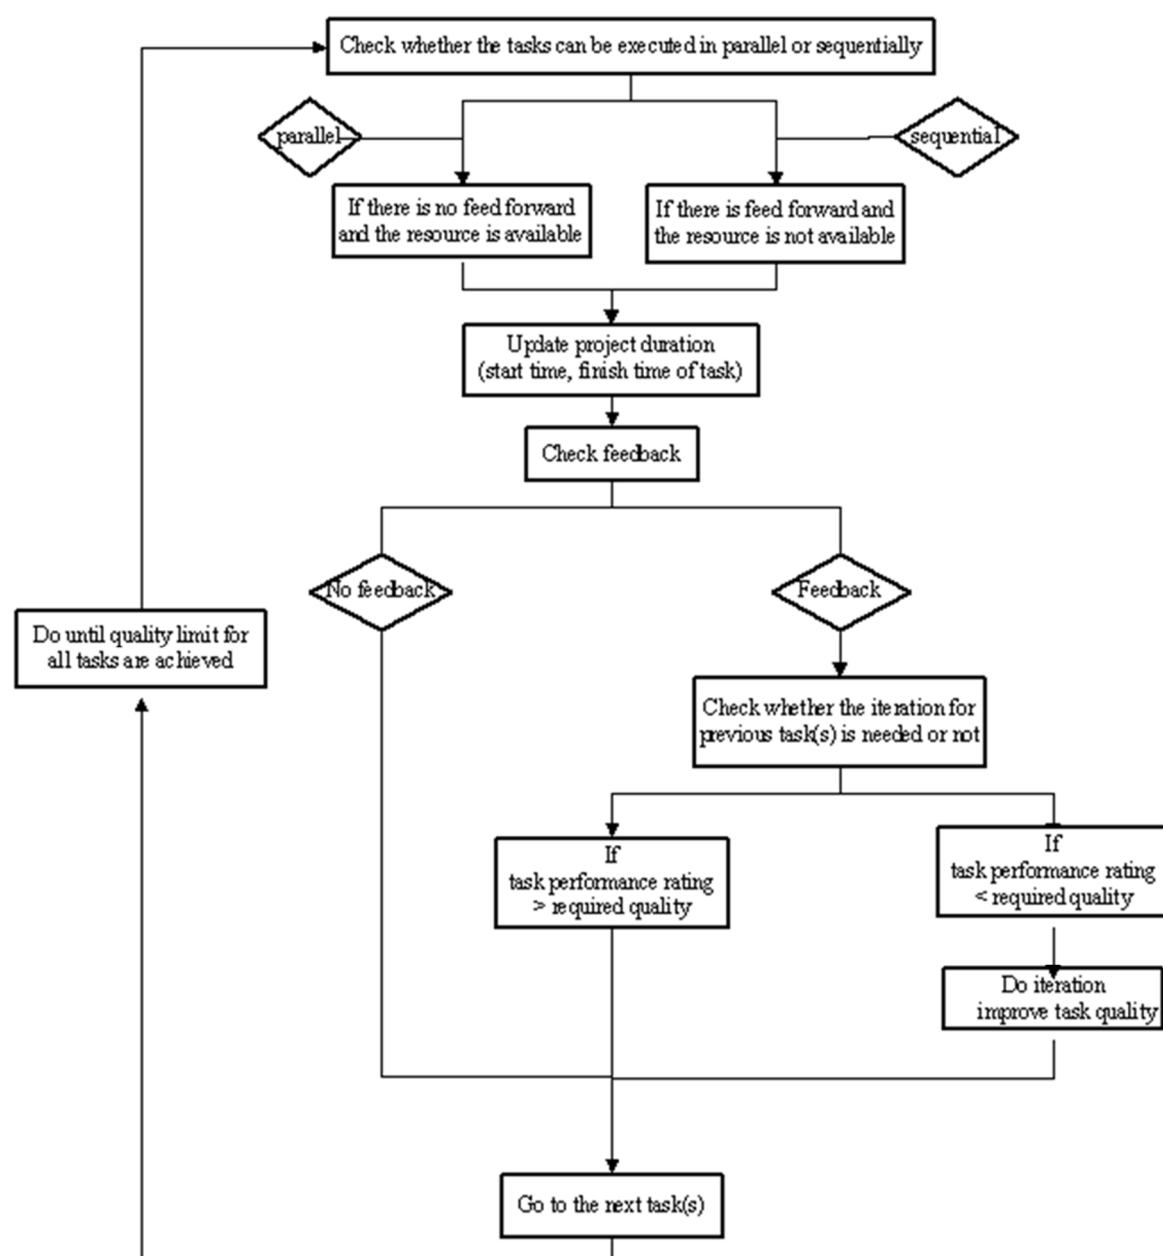 Check whether the tasks can be executed in parallel or sequentially
parallel
sequential
If there is no feed forward
and the resource is available
If there is feed forward and
the resource is not available
Update project duration
(start time, finish time of task)
Check feedback
No feedback
Feedback
Do until quality limit for
all tasks are achieved
Check whether the iteration for
previous task(s) is needed or not
If
task performance rating
> required quality
If
task performance rating
< required quality
Do iteration
improve task quality
Go to the next task(s)